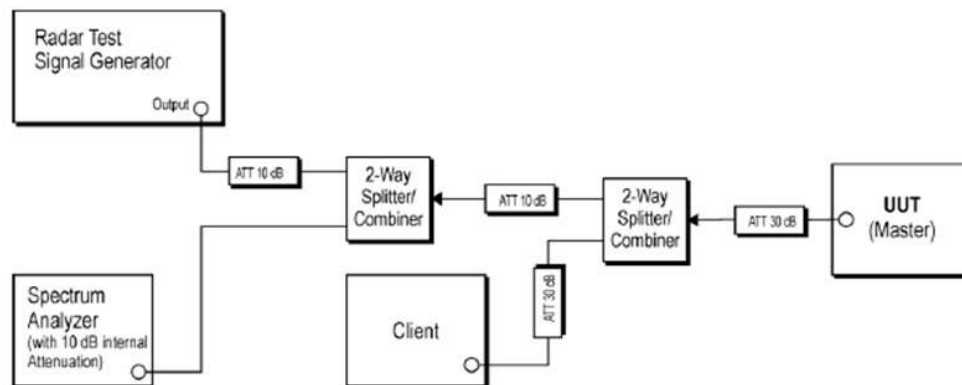 Radar Test
Signal Generator
Output
ATT 10 dB
2-Way
Splitter/
Combiner
ATT 10 dB
2-Way
Splitter/
Combiner
ATT 30 dB
UUT
(Master)
ATT 30 dB
Spectrum
Analyzer
(with 10 dB internal
Attenuation)
Client